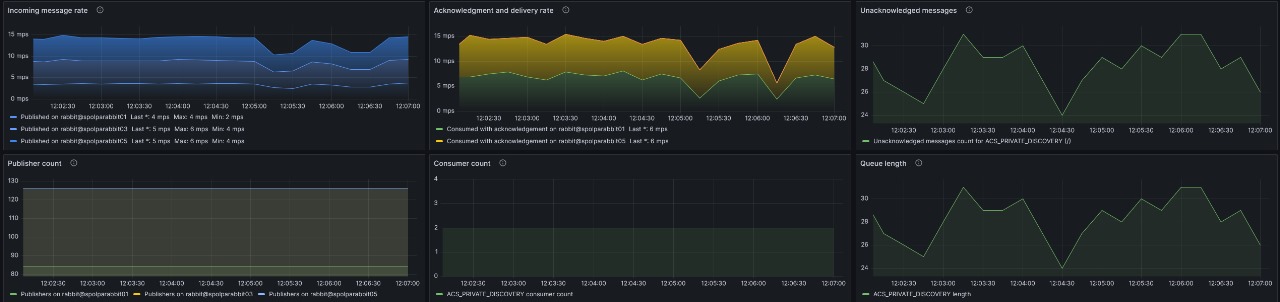 Incoming message rate
15 mps
10 mps
5 mps
0 mps
12:02:30 12:03:00 12:03:30 12:04:00 12:04:30 12:05:00 12:05:30 12:06:00 12:06:30 12:07:00
Published on rabbit@spolparabbit01 Last *: 4 mps Max: 4 mps Min: 2 mps
Published on rabbit@spolparabbit03 Last *: 5 mps Max: 6 mps Min: 4 mps
Published on rabbit@spolparabbit05 Last *: 5 mps Max: 6 mps Min: 4 mps
Acknowledgment and delivery rate
15 mps
10 mps
5 mps
0 mps
12:02:30 12:03:00 12:03:30 12:04:00 12:04:30 12:05:00 12:05:30 12:06:00 12:06:30 12:07:00
Consumed with acknowledgement on rabbit@spolparabbit01 Last *: 6 mps
Consumed with acknowledgement on rabbit@spolparabbit05 Last *: 6 mps
Unacknowledged messages
30
28
26
24
12:02:30 12:03:00 12:03:30 12:04:00 12:04:30 12:05:00 12:05:30 12:06:00 12:06:30 12:07:00
Unacknowledged messages count for ACS_PRIVATE_DISCOVERY (/)
Publisher count
130
120
110
100
90
80
12:02:30 12:03:00 12:03:30 12:04:00 12:04:30 12:05:00 12:05:30 12:06:00 12:06:30 12:07:00
Publishers on rabbit@spolparabbit01 Publishers on rabbit@spolparabbit03 Publishers on rabbit@spolparabbit05
Consumer count
4
3
2
1
0
12:02:30 12:03:00 12:03:30 12:04:00 12:04:30 12:05:00 12:05:30 12:06:00 12:06:30 12:07:00
ACS_PRIVATE_DISCOVERY consumer count
Queue length
30
28
26
24
12:02:30 12:03:00 12:03:30 12:04:00 12:04:30 12:05:00 12:05:30 12:06:00 12:06:30 12:07:00
ACS_PRIVATE_DISCOVERY length